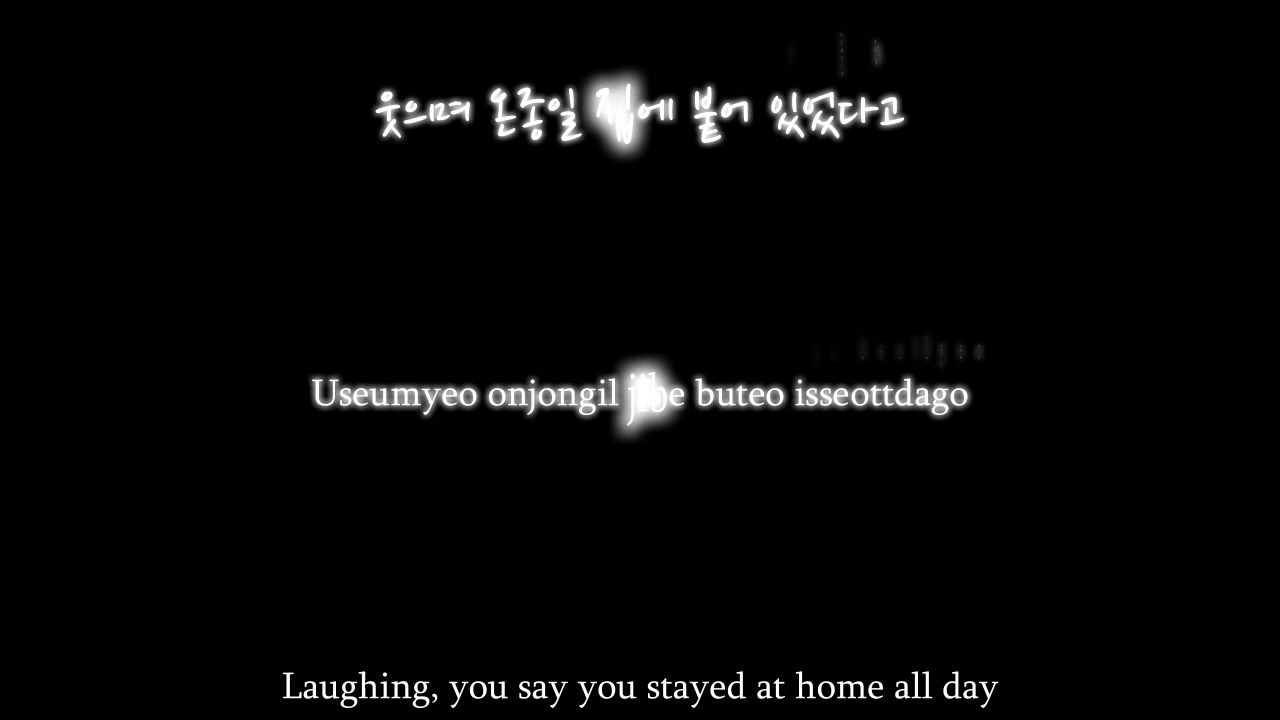 웃으며 온종일 집에 붙어 있었다고
Useumyeo onjongil jibe buteo isseottdago
Laughing, you say you stayed at home all day